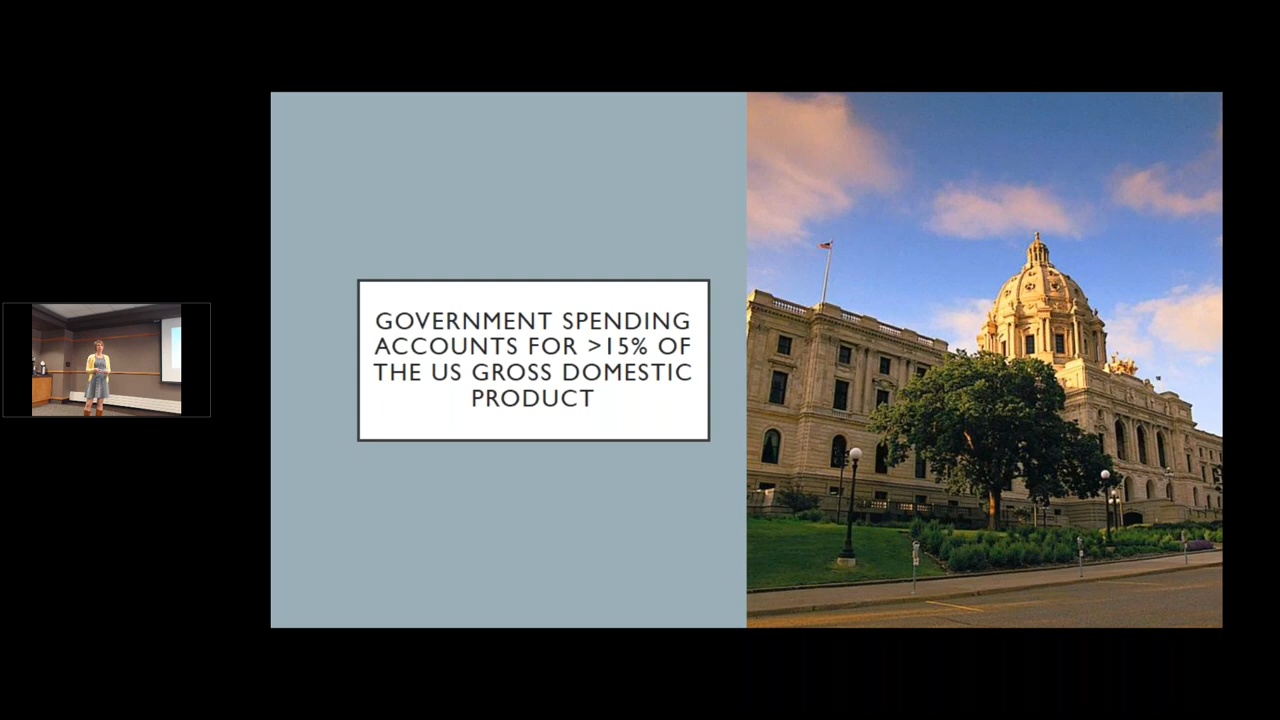 GOVERNMENT SPENDING
ACCOUNTS FOR >15% OF
THE US GROSS DOMESTIC
PRODUCT